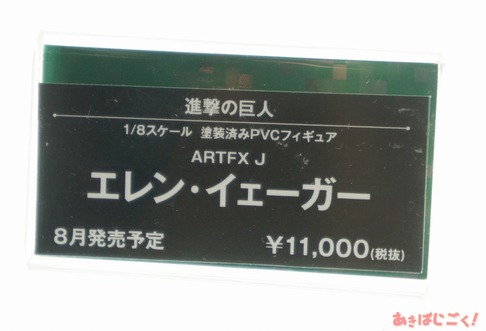 進撃の巨人
1/8スケール 塗装済みPVCフィギュア
ARTFX J
エレン・イェーガー
8月発売予定 ¥11,000(税抜)
あきばじごく!